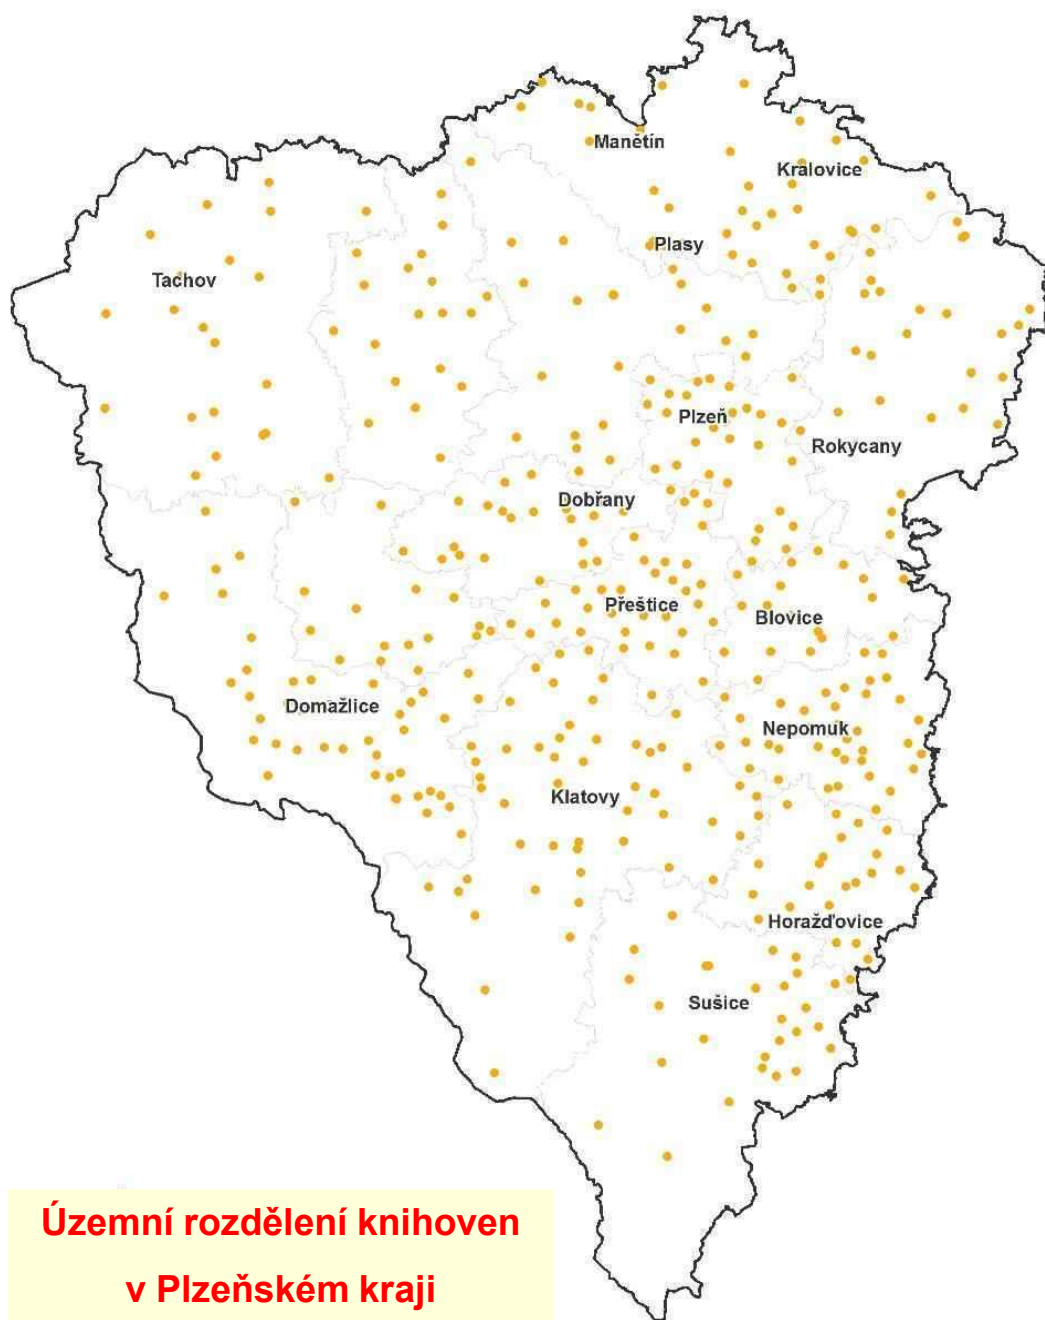 Manětín
Kralovice
Plasy
Tachov
Plzeň
Rokycany
Dobřany
Přeštice
Blovice
Domažlice
Nepomuk
Klatovy
Horažďovice
Sušice
Územní rozdělení knihoven
v Plzeňském kraji